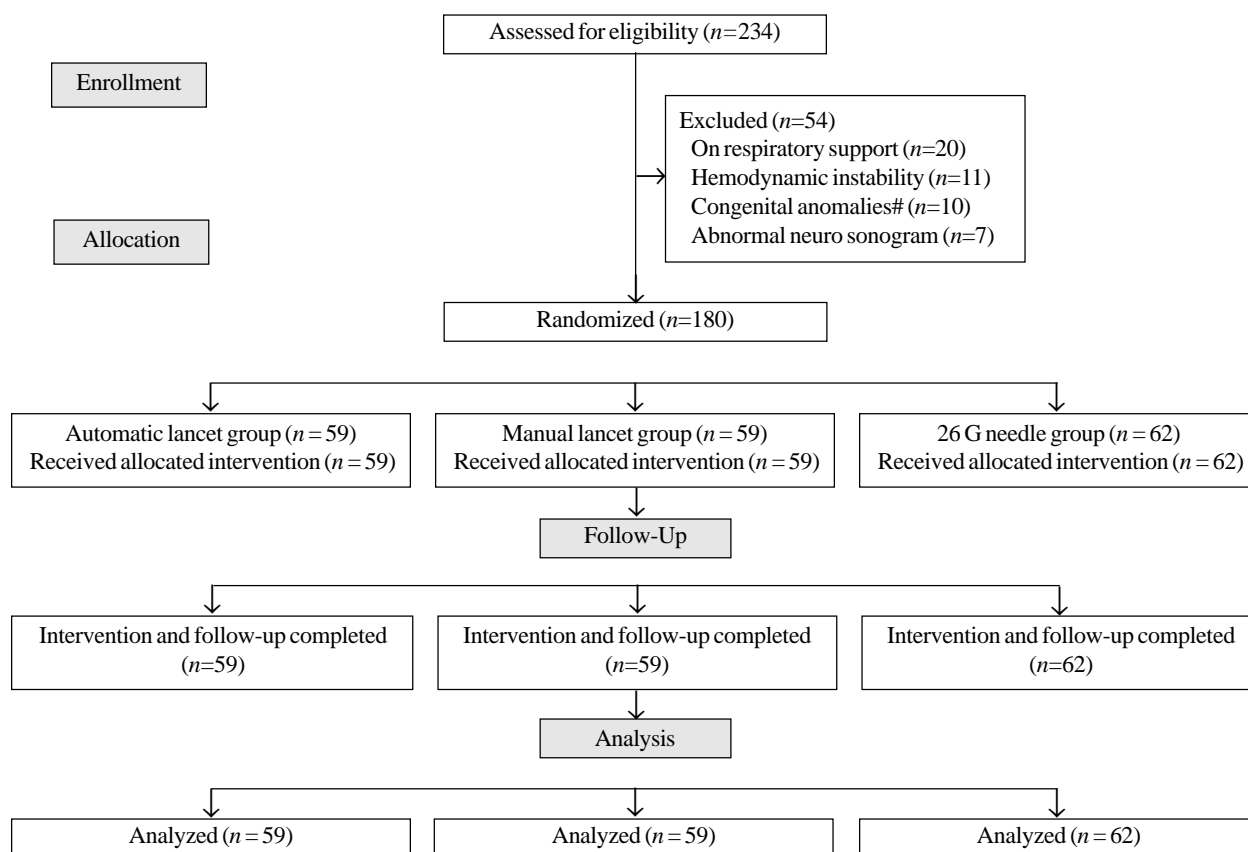 Assessed for eligibility (n=234)
Enrollment
Excluded (n=54)
On respiratory support (n=20)
Hemodynamic instability (n=11)
Congenital anomalies# (n=10)
Abnormal neuro sonogram (n=7)
Allocation
Randomized (n=180)
Automatic lancet group (n = 59)
Received allocated intervention (n = 59)
Manual lancet group (n = 59)
Received allocated intervention (n = 59)
26 G needle group (n = 62)
Received allocated intervention (n = 62)
Follow-Up
Intervention and follow-up completed
(n=59)
Intervention and follow-up completed
(n=59)
Intervention and follow-up completed
(n=62)
Analysis
Analyzed (n = 59)
Analyzed (n = 59)
Analyzed (n = 62)